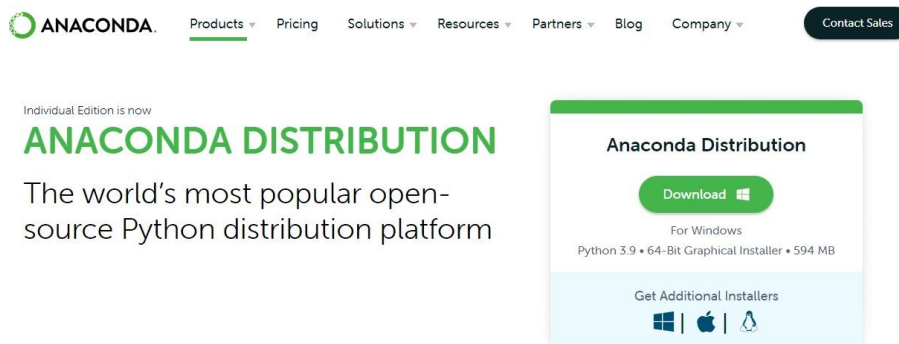 ANACONDA.
Products Pricing Solutions Resources Partners Blog Company Contact Sales
Individual Edition is now
ANACONDA DISTRIBUTION
The world's most popular open-
source Python distribution platform
Anaconda Distribution
Download
For Windows
Python 3.9 • 64-Bit Graphical Installer • 594 MB
Get Additional Installers